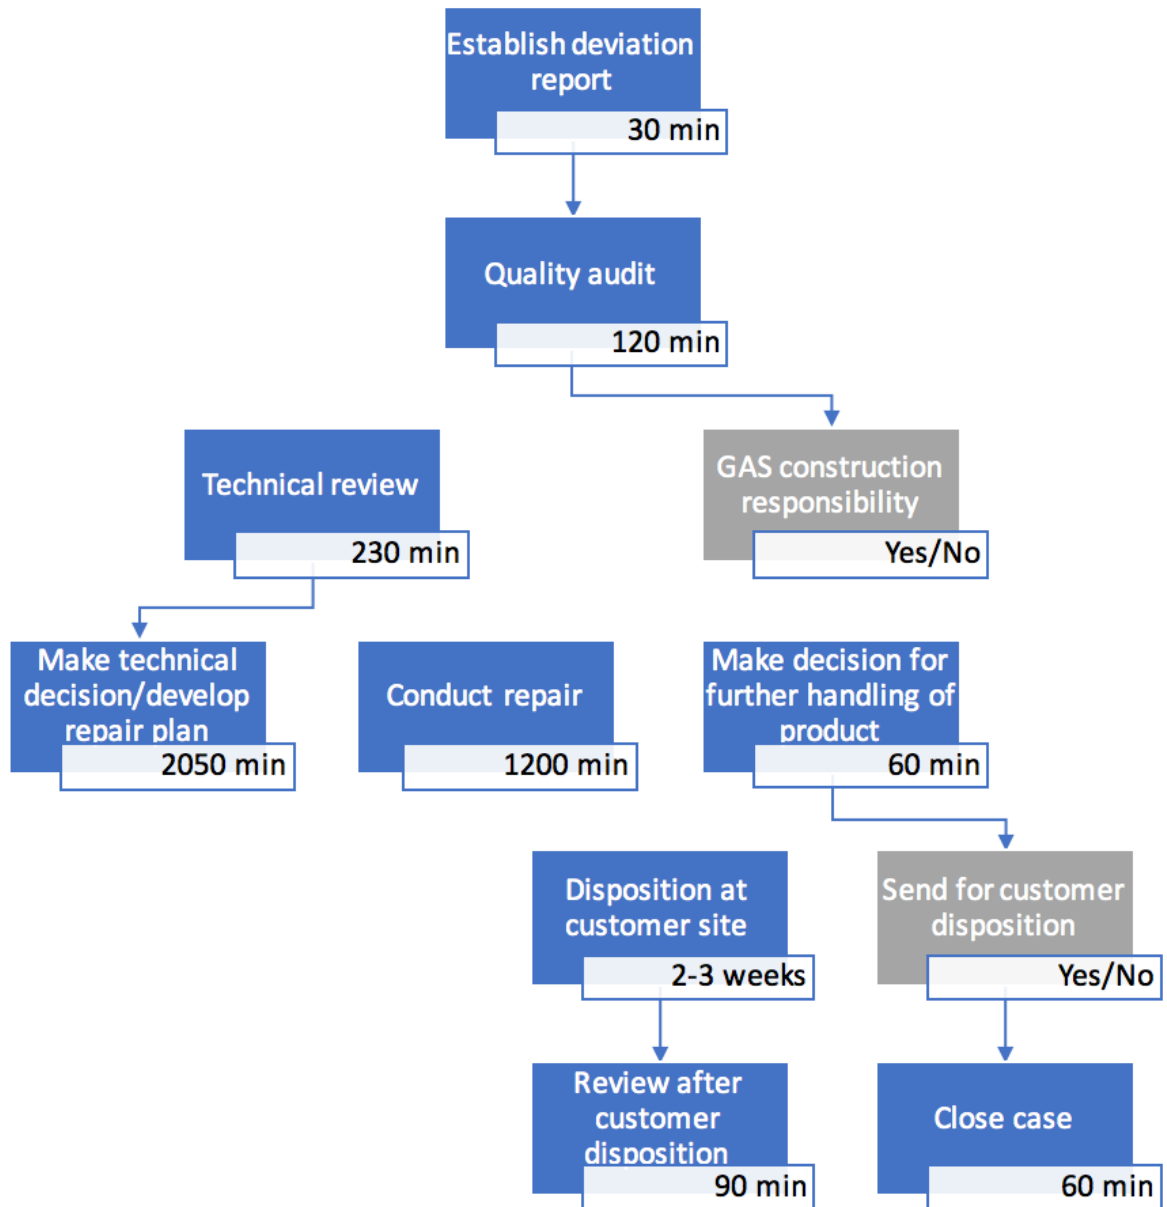 Establish deviation
report
30 min
Quality audit
120 min
Technical review
230 min
GAS construction
responsibility
Yes/No
Make technical
decision/develop
repair plan
2050 min
Conduct repair
1200 min
Make decision for
further handling of
product
60 min
Disposition at
customer site
2-3 weeks
Send for customer
disposition
Yes/No
Review after
customer
disposition
90 min
Close case
60 min